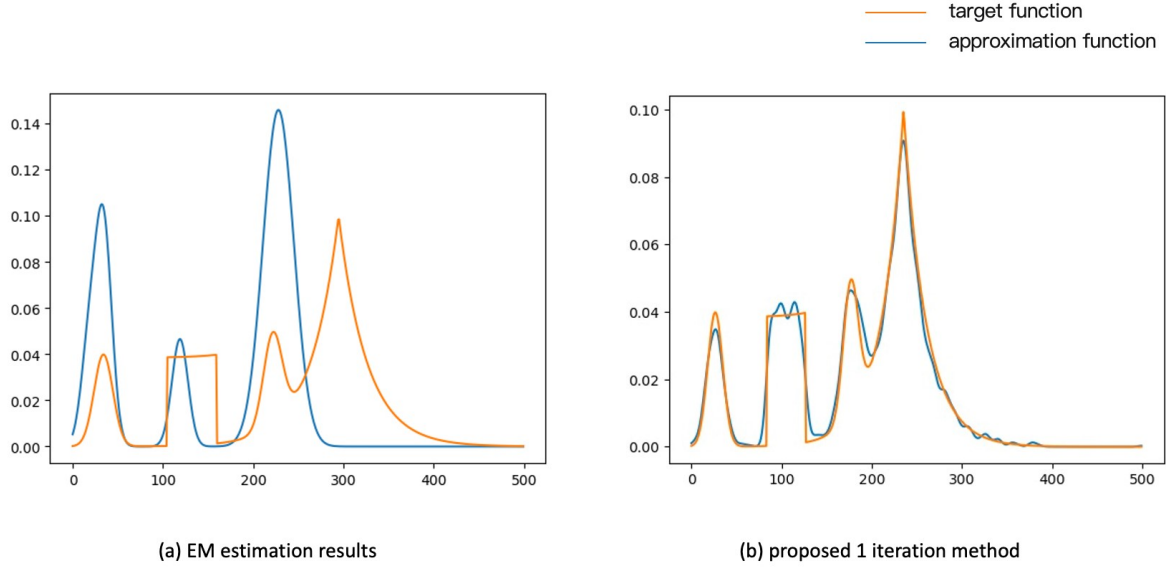 target function
approximation function
0.14
0.12
0.10
0.08
0.06
0.04
0.02
0.00
0 100 200 300 400 500
0.10
0.08
0.06
0.04
0.02
0.00
0 100 200 300 400 500
(a) EM estimation results
(b) proposed 1 iteration method